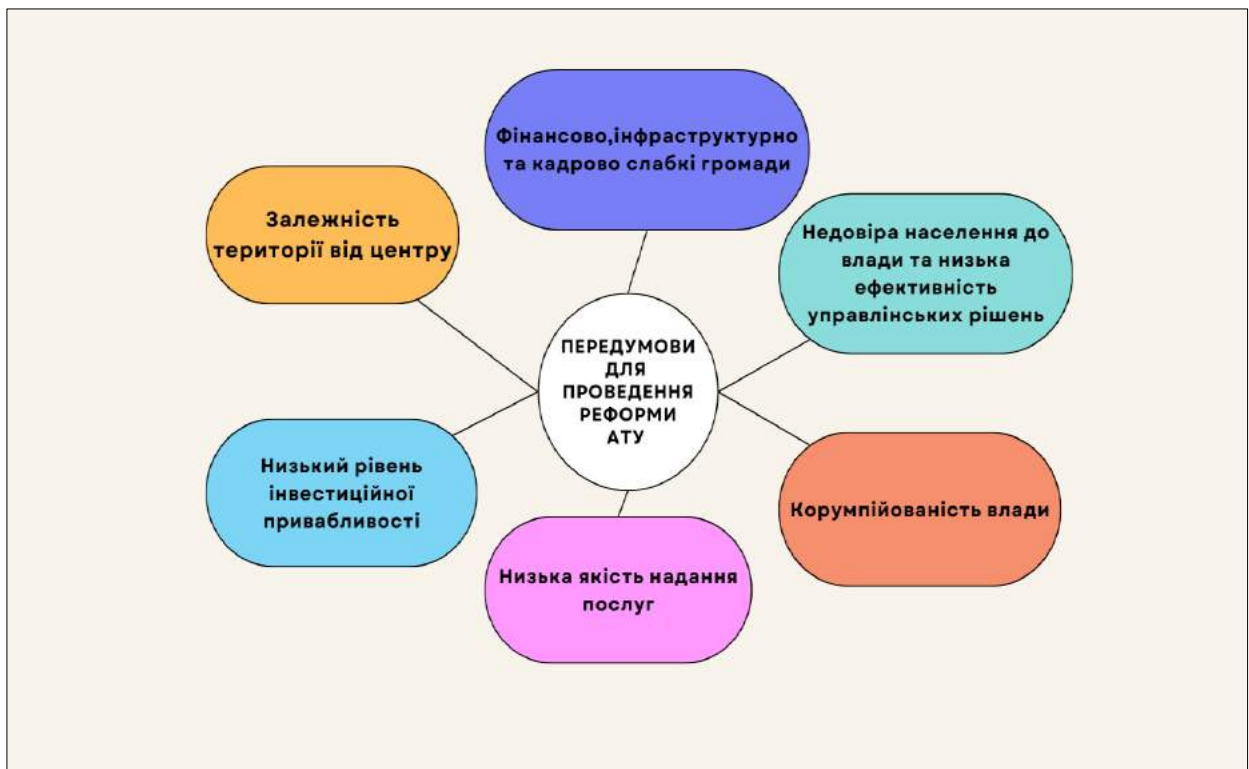 Фінансово,інфраструктурно
та кадрово слабкі громади
Залежність
території від центру
Недовіра населення до
влади та низька
ефективність
управлінських рішень
ПЕРЕДУМОВИ
ДЛЯ
ПРОВЕДЕННЯ
РЕФОРМИ
АТУ
Низький рівень
інвестиційної
привабливості
Корумпійованість влади
Низька якість надання
послуг